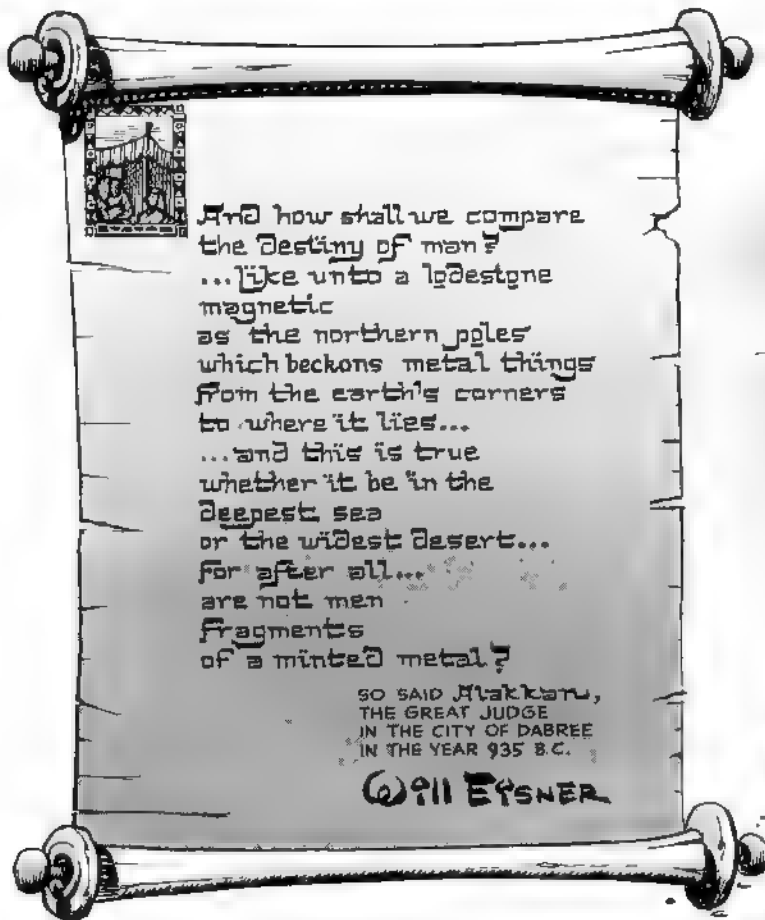 And how shall we compare
the destiny of man?
...like unto a lodestone
magnetic
as the northern poles
which beckons metal things
from the earth's corners
to where it lies...
...and this is true
whether it be in the
deepest sea
or the widest desert...
for after all...
are not men
fragments
of a minted metal?
SO SAID Alakkaru,
THE GREAT JUDGE
IN THE CITY OF DABREE
IN THE YEAR 935 B.C.
Will EISNER